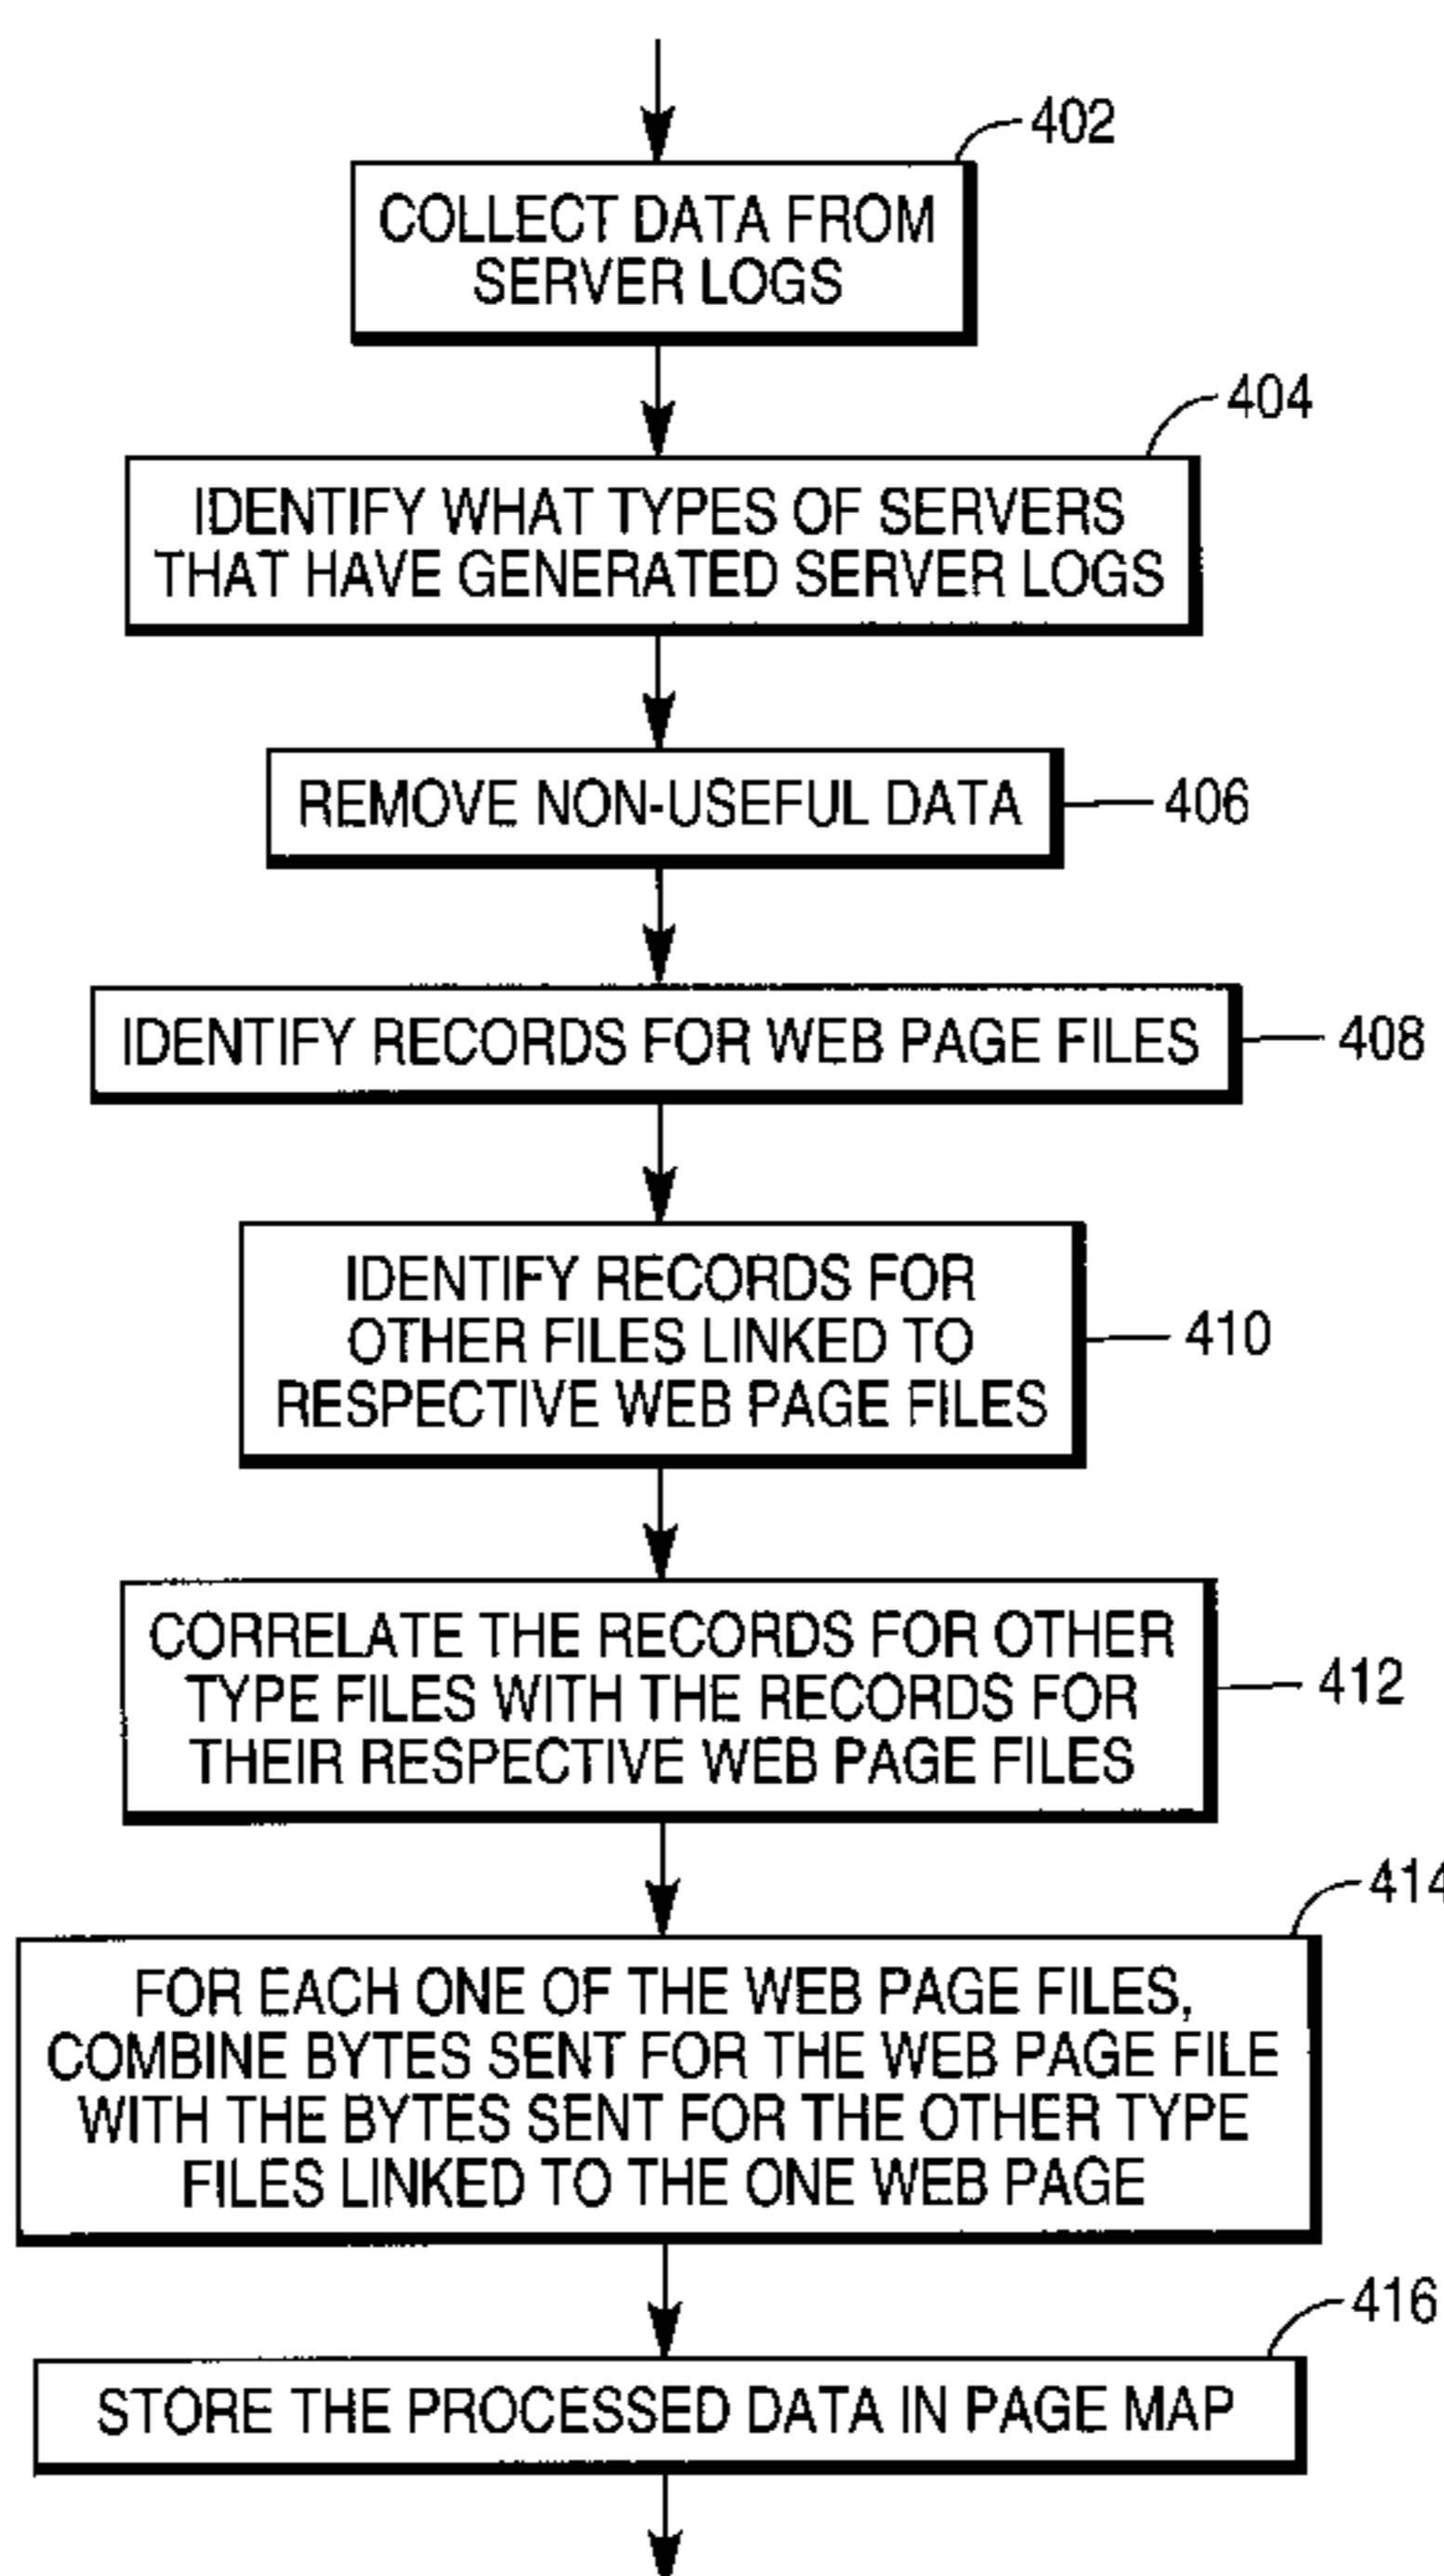 402
COLLECT DATA FROM
SERVER LOGS
404
IDENTIFY WHAT TYPES OF SERVERS
THAT HAVE GENERATED SERVER LOGS
REMOVE NON-USEFUL DATA
406
IDENTIFY RECORDS FOR WEB PAGE FILES
408
IDENTIFY RECORDS FOR
OTHER FILES LINKED TO
RESPECTIVE WEB PAGE FILES
410
CORRELATE THE RECORDS FOR OTHER
TYPE FILES WITH THE RECORDS FOR
THEIR RESPECTIVE WEB PAGE FILES
412
414
FOR EACH ONE OF THE WEB PAGE FILES,
COMBINE BYTES SENT FOR THE WEB PAGE FILE
WITH THE BYTES SENT FOR THE OTHER TYPE
FILES LINKED TO THE ONE WEB PAGE
416
STORE THE PROCESSED DATA IN PAGE MAP